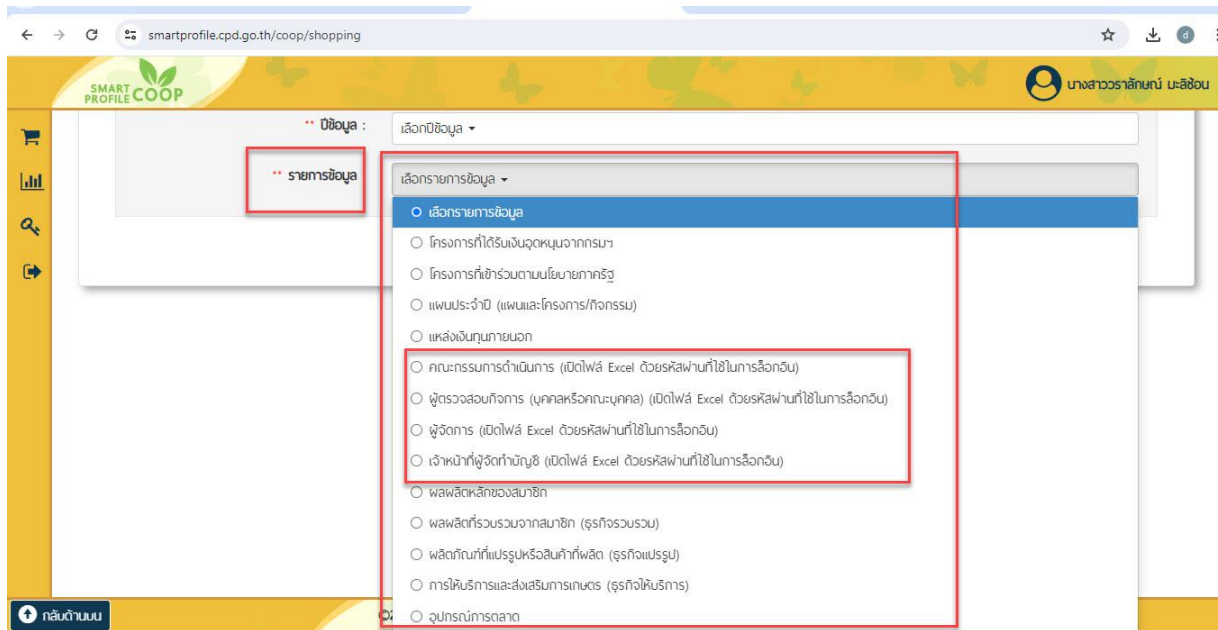 smartprofile.cpd.go.th/coop/shopping
d
SMART
PROFILE COOP
นางสาววราลักษณ์ มะลิซ้อน
** ปีข้อมูล :
เลือกปีข้อมูล
** รายการข้อมูล
เลือกรายการข้อมูล
เลือกรายการข้อมูล
โครงการที่ได้รับเงินอุดหนุนจากกรมฯ
โครงการที่เข้าร่วมตามนโยบายภาครัฐ
แผนประจำปี (แผนและโครงการ/กิจกรรม)
แหล่งเงินทุนภายนอก
คณะกรรมการดำเนินการ (เปิดไฟล์ Excel ด้วยรหัสผ่านที่ใช้ในการล็อกอิน)
ผู้ตรวจสอบกิจการ (บุคคลหรือคณะบุคคล) (เปิดไฟล์ Excel ด้วยรหัสผ่านที่ใช้ในการล็อกอิน)
ผู้จัดการ (เปิดไฟล์ Excel ด้วยรหัสผ่านที่ใช้ในการล็อกอิน)
เจ้าหน้าที่ผู้จัดทำบัญชี (เปิดไฟล์ Excel ด้วยรหัสผ่านที่ใช้ในการล็อกอิน)
ผลผลิตหลักของสมาชิก
ผลผลิตที่รวบรวมจากสมาชิก (ธุรกิจรวบรวม)
ผลิตภัณฑ์ที่แปรรูปหรือสินค้าที่ผลิต (ธุรกิจแปรรูป)
การให้บริการและส่งเสริมการเกษตร (ธุรกิจให้บริการ)
อุปกรณ์การตลาด
กลับด้านบน